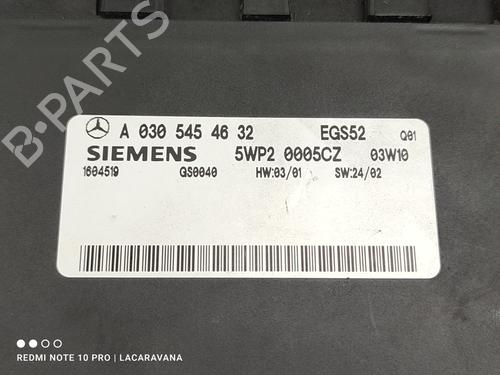 B-PARTS
A 030 545 46 32 EGS52 Q01
SIEMENS 5WP2 0005CZ 03W10
1604519 GS0040 HW:03/01 SW:24/02
REDMI NOTE 10 PRO | LACARAVANA